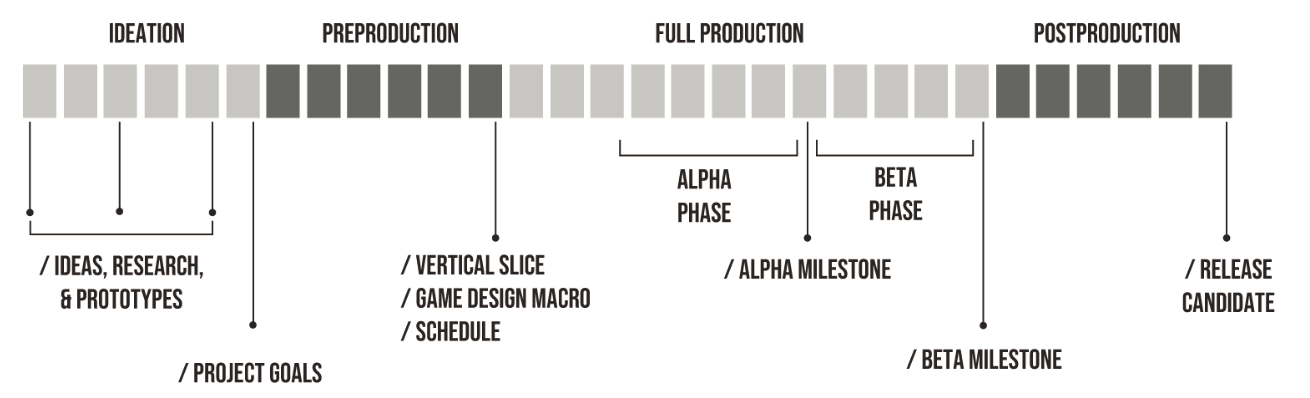 IDEATION
PREPRODUCTION
FULL PRODUCTION
POSTPRODUCTION
ALPHA
PHASE
BETA
PHASE
/ IDEAS, RESEARCH,
& PROTOTYPES
/ PROJECT GOALS
/ VERTICAL SLICE
/ GAME DESIGN MACRO
/ SCHEDULE
/ ALPHA MILESTONE
/ BETA MILESTONE
/ RELEASE
CANDIDATE